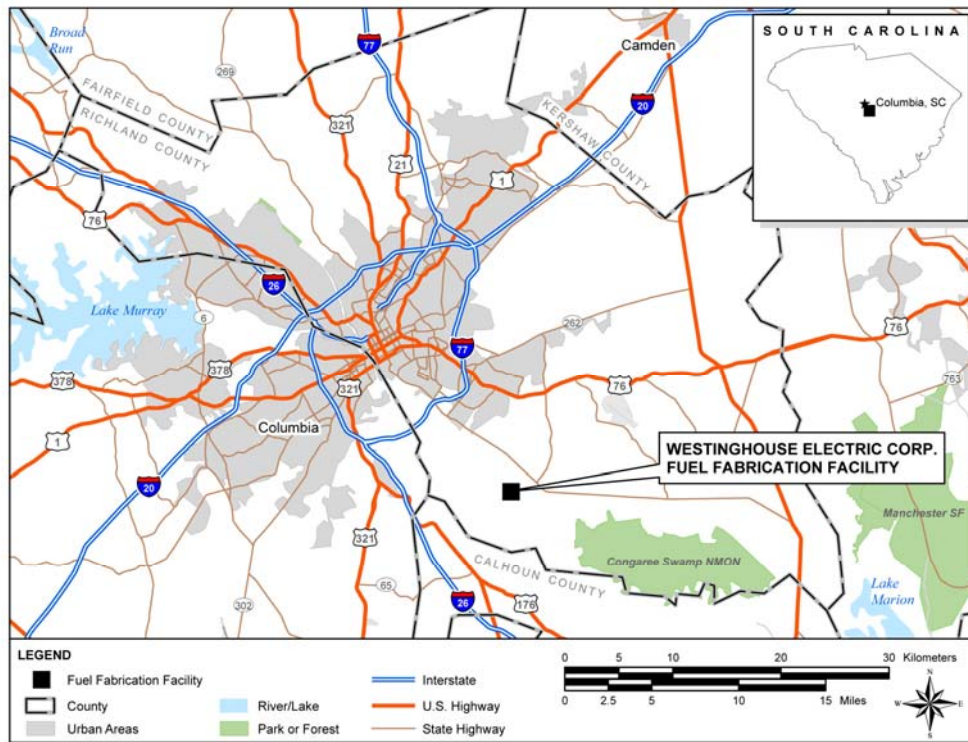 Broad
Run
77
269
Camden
20
FAIRFIELD COUNTY
RICHLAND COUNTY
KERSHAW COUNTY
321
21
1
76
SOUTH CAROLINA
Columbia, SC
26
Lake Murray
6
77
262
76
378
378
321
76
763
1
Columbia
20
WESTINGHOUSE ELECTRIC CORP.
FUEL FABRICATION FACILITY
Manchester SF
321
CALHOUN COUNTY
Congaree Swamp NMON
65
302
26
176
Lake
Marion
LEGEND
Fuel Fabrication Facility
County
Urban Areas
River/Lake
Park or Forest
Interstate
U.S. Highway
State Highway
0 5 10 20 30 Kilometers
0 2.5 5 10 15 Miles
N
W E
S